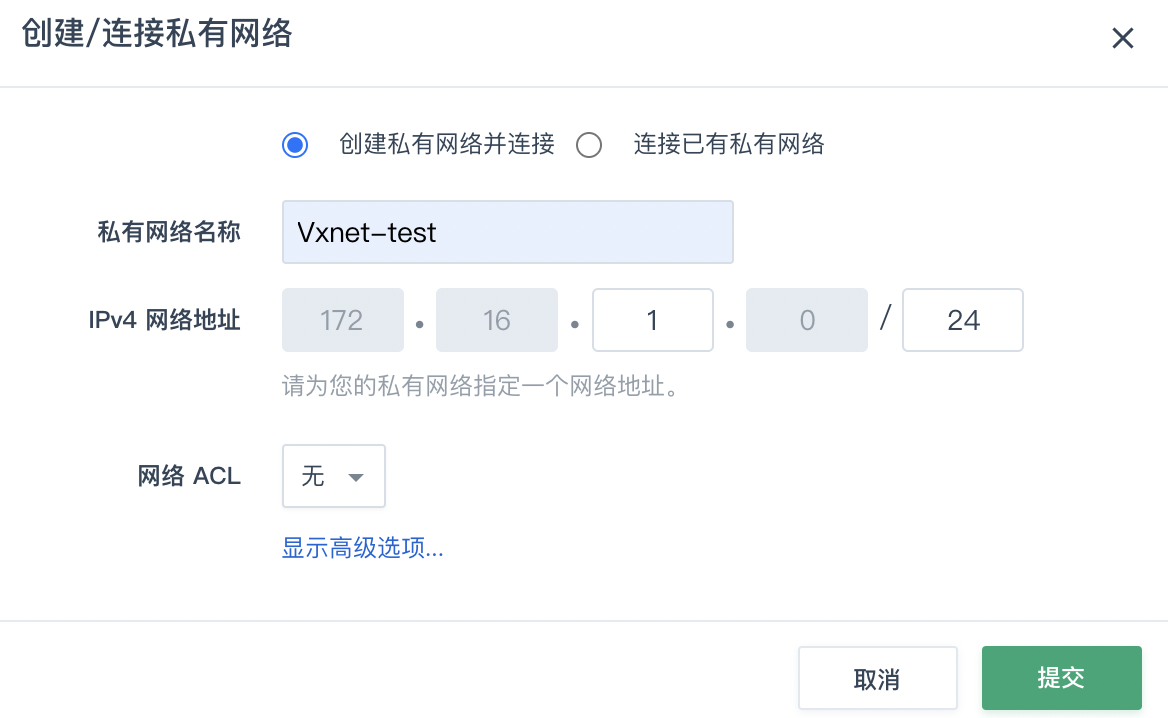 创建/连接私有网络
创建私有网络并连接 连接已有私有网络
私有网络名称 Vxnet-test
IPv4 网络地址 172 . 16 . 1 . 0 / 24
请为您的私有网络指定一个网络地址。
网络 ACL 无
显示高级选项...
取消 提交